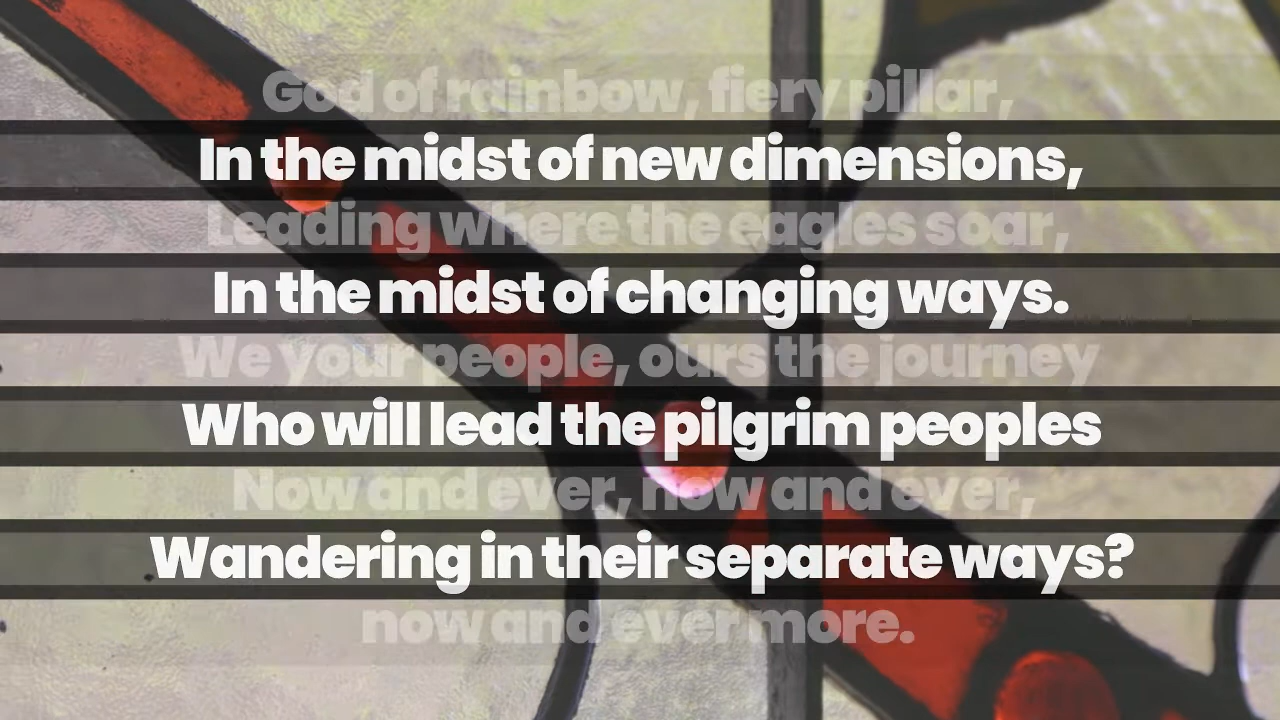 God of rainbow, fiery pillar,
In the midst of new dimensions,
Leading where the eagles soar,
In the midst of changing ways.
We your people, ours the journey
Who will lead the pilgrim peoples
Now and ever, now and ever,
Wandering in their separate ways?
now and ever more.